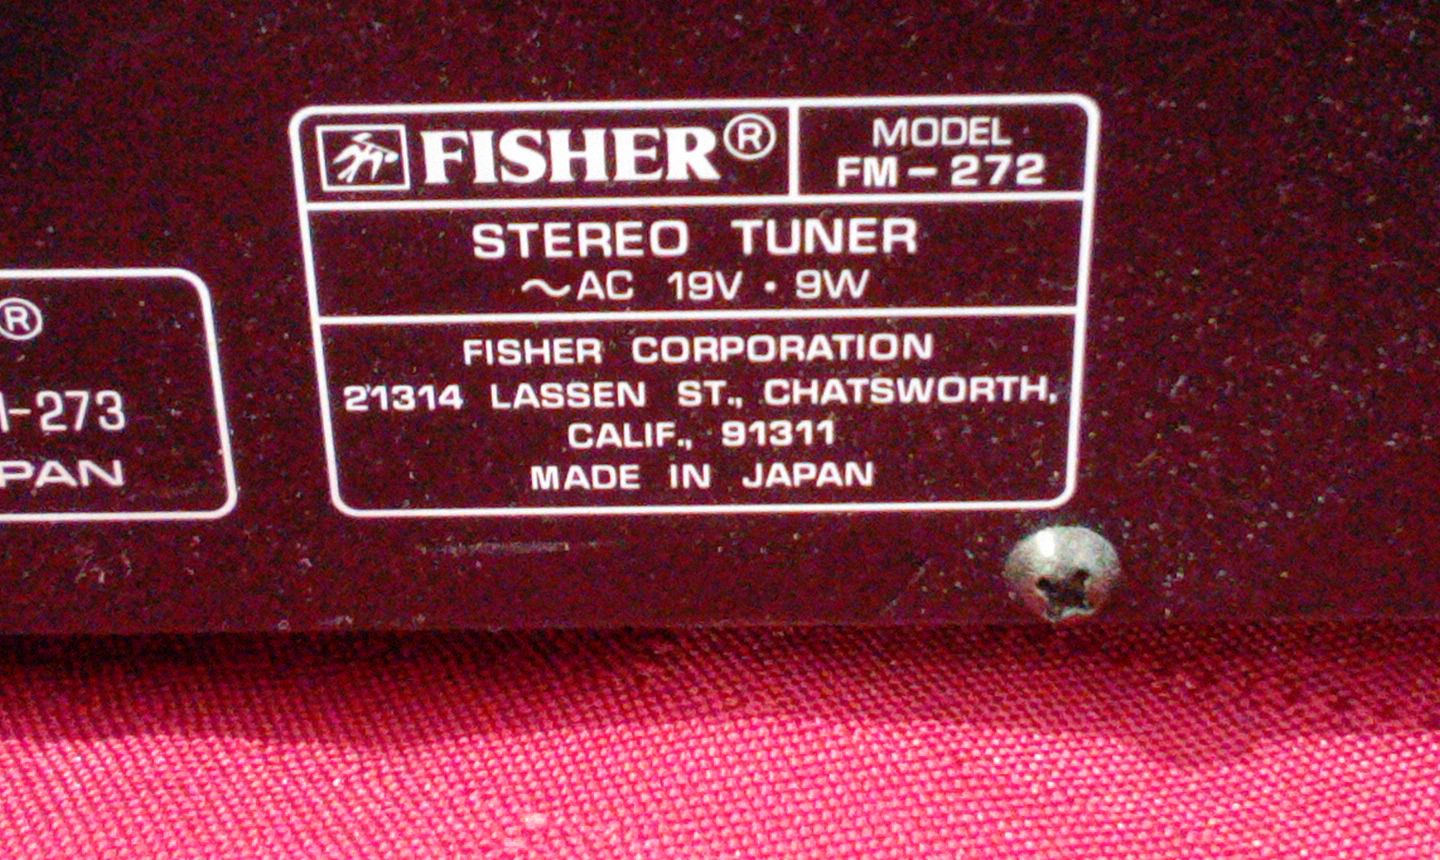 FISHER®
MODEL
FM-272
STEREO TUNER
~AC 19V · 9W
FISHER CORPORATION
21314 LASSEN ST., CHATSWORTH,
CALIF., 91311
MADE IN JAPAN
®
-273
PAN